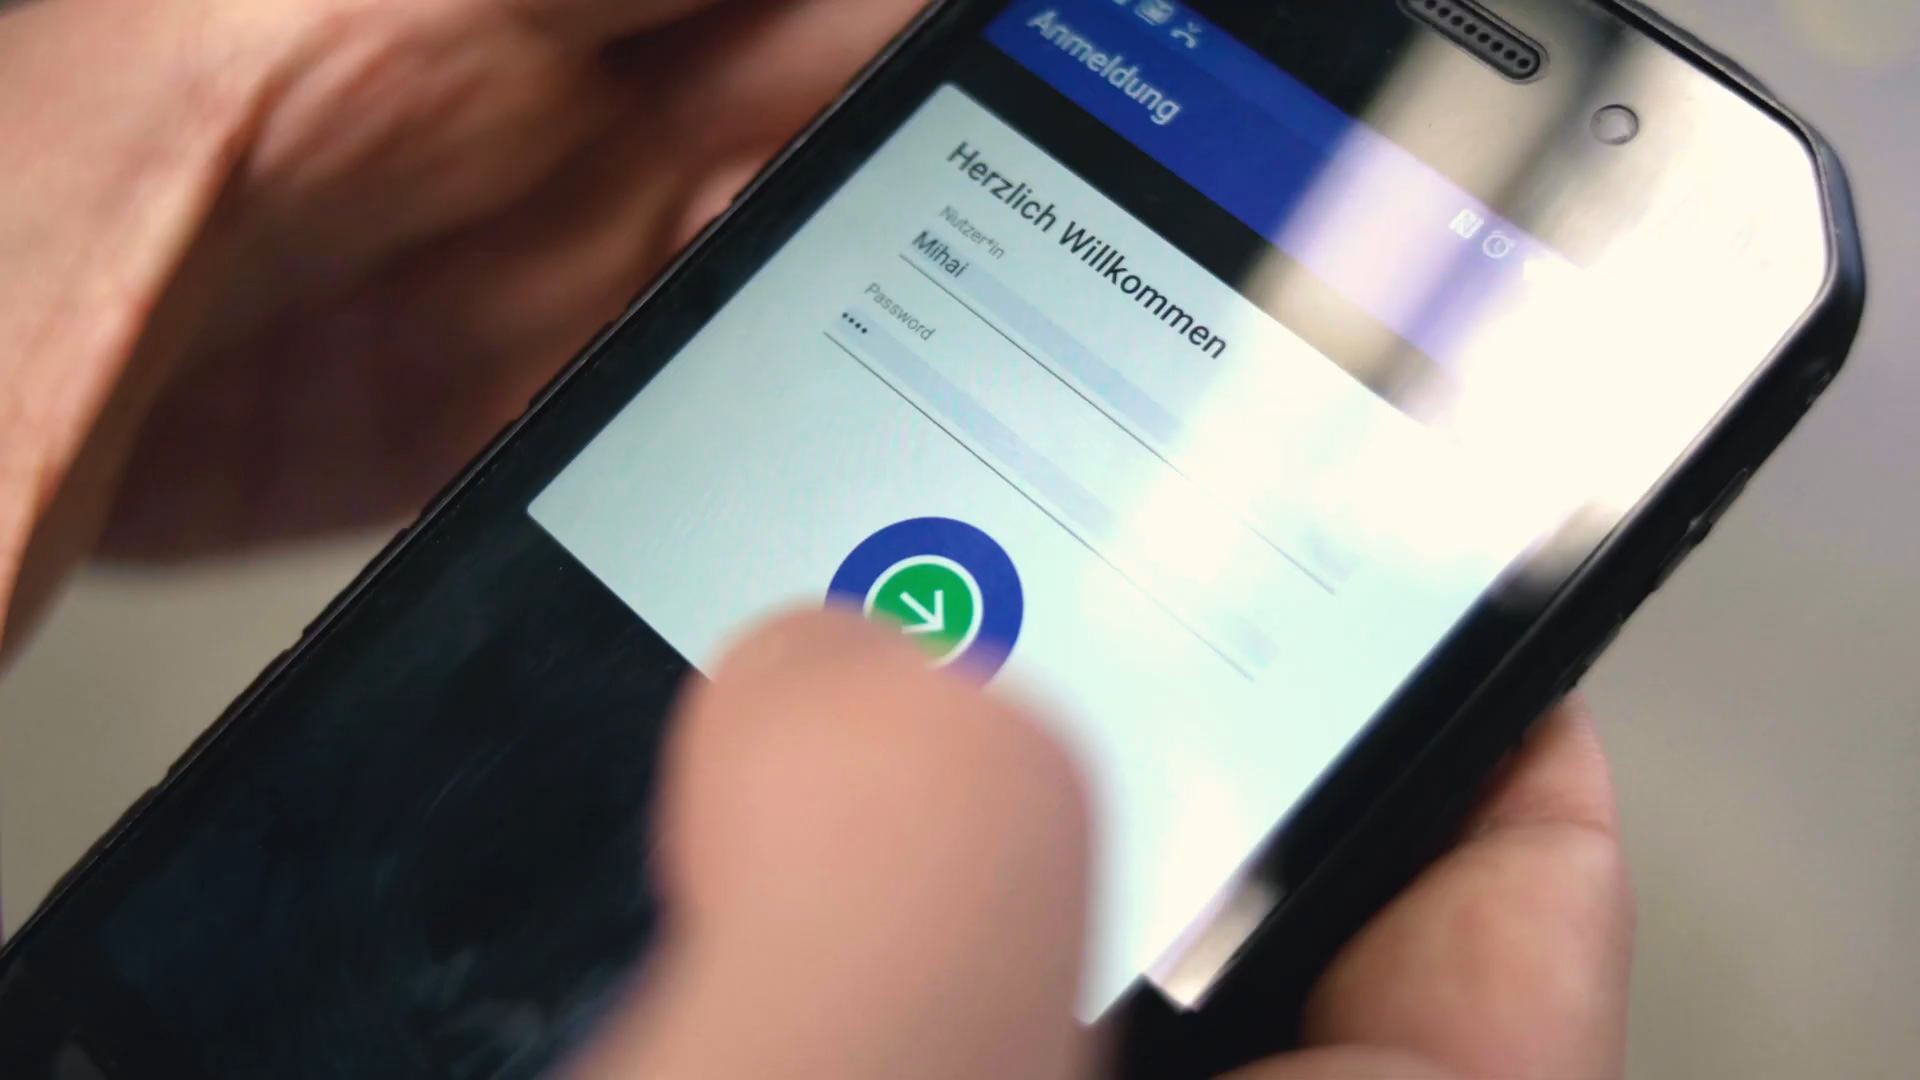 Anmeldung
Herzlich Willkommen
Nutzer*in
Mihai
Password
••••